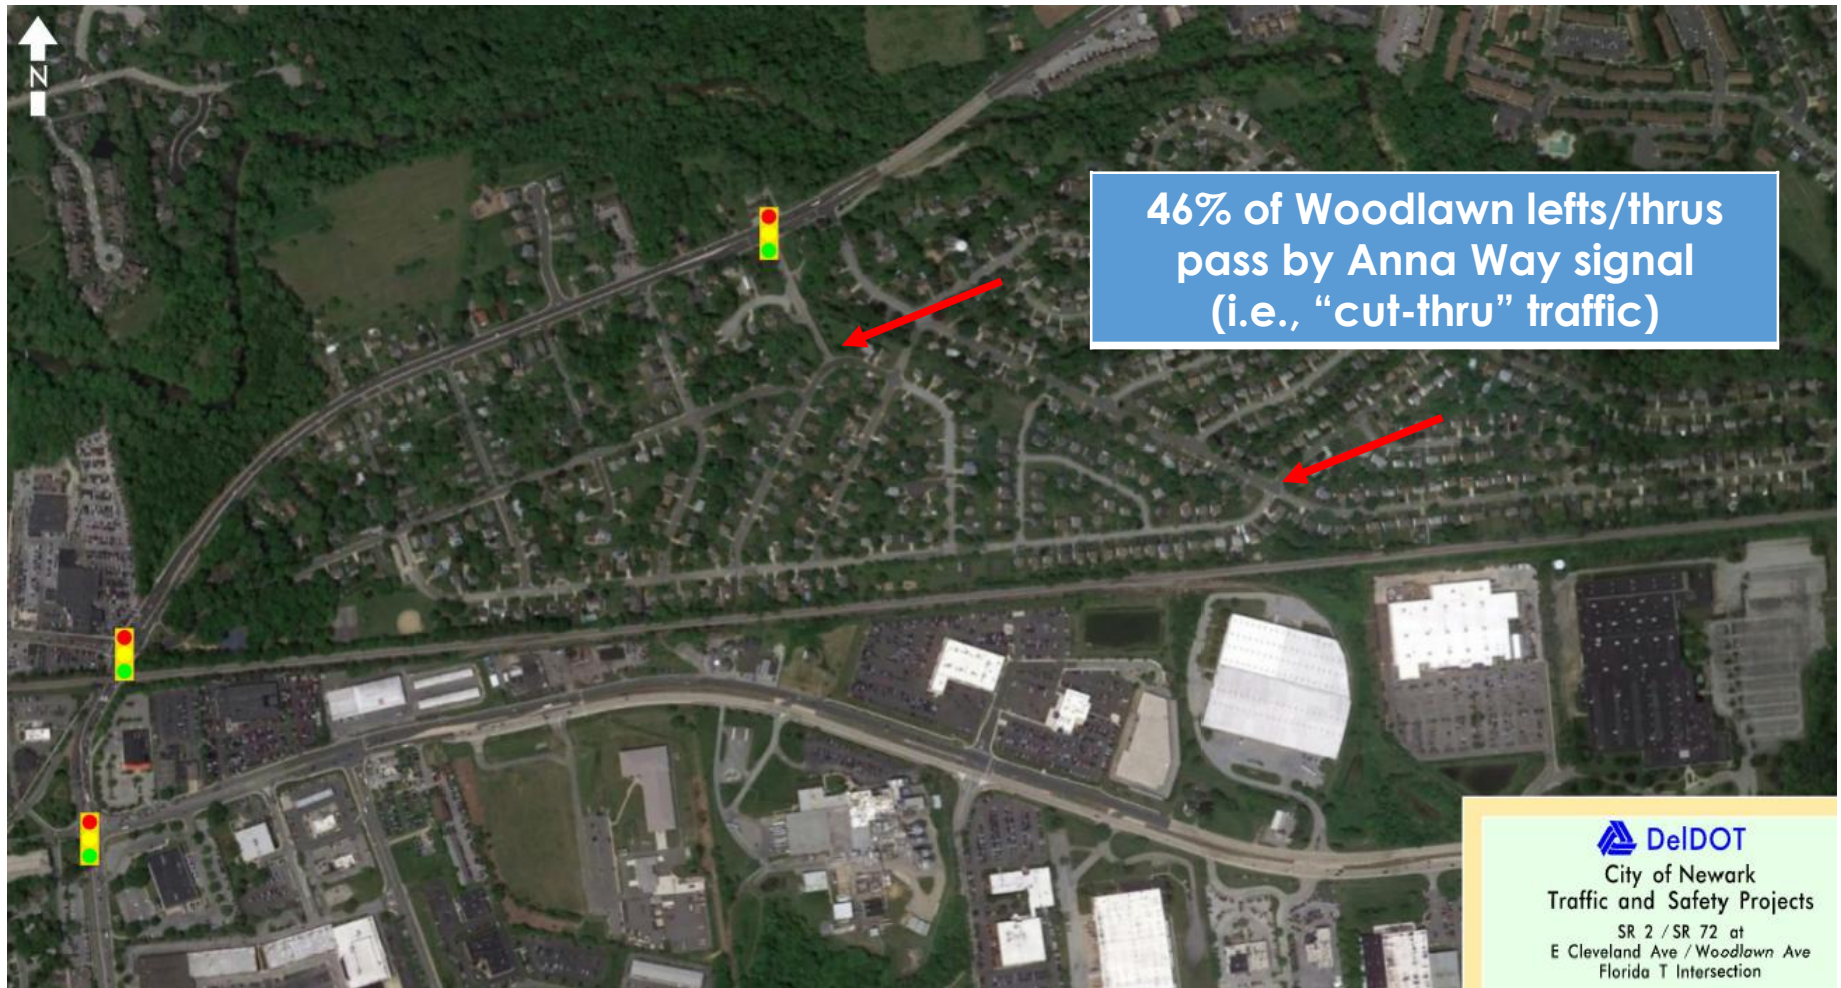 N
46% of Woodlawn lefts/thrus
pass by Anna Way signal
(i.e., “cut-thru” traffic)
DelDOT
City of Newark
Traffic and Safety Projects
SR 2 / SR 72 at
E Cleveland Ave / Woodlawn Ave
Florida T Intersection